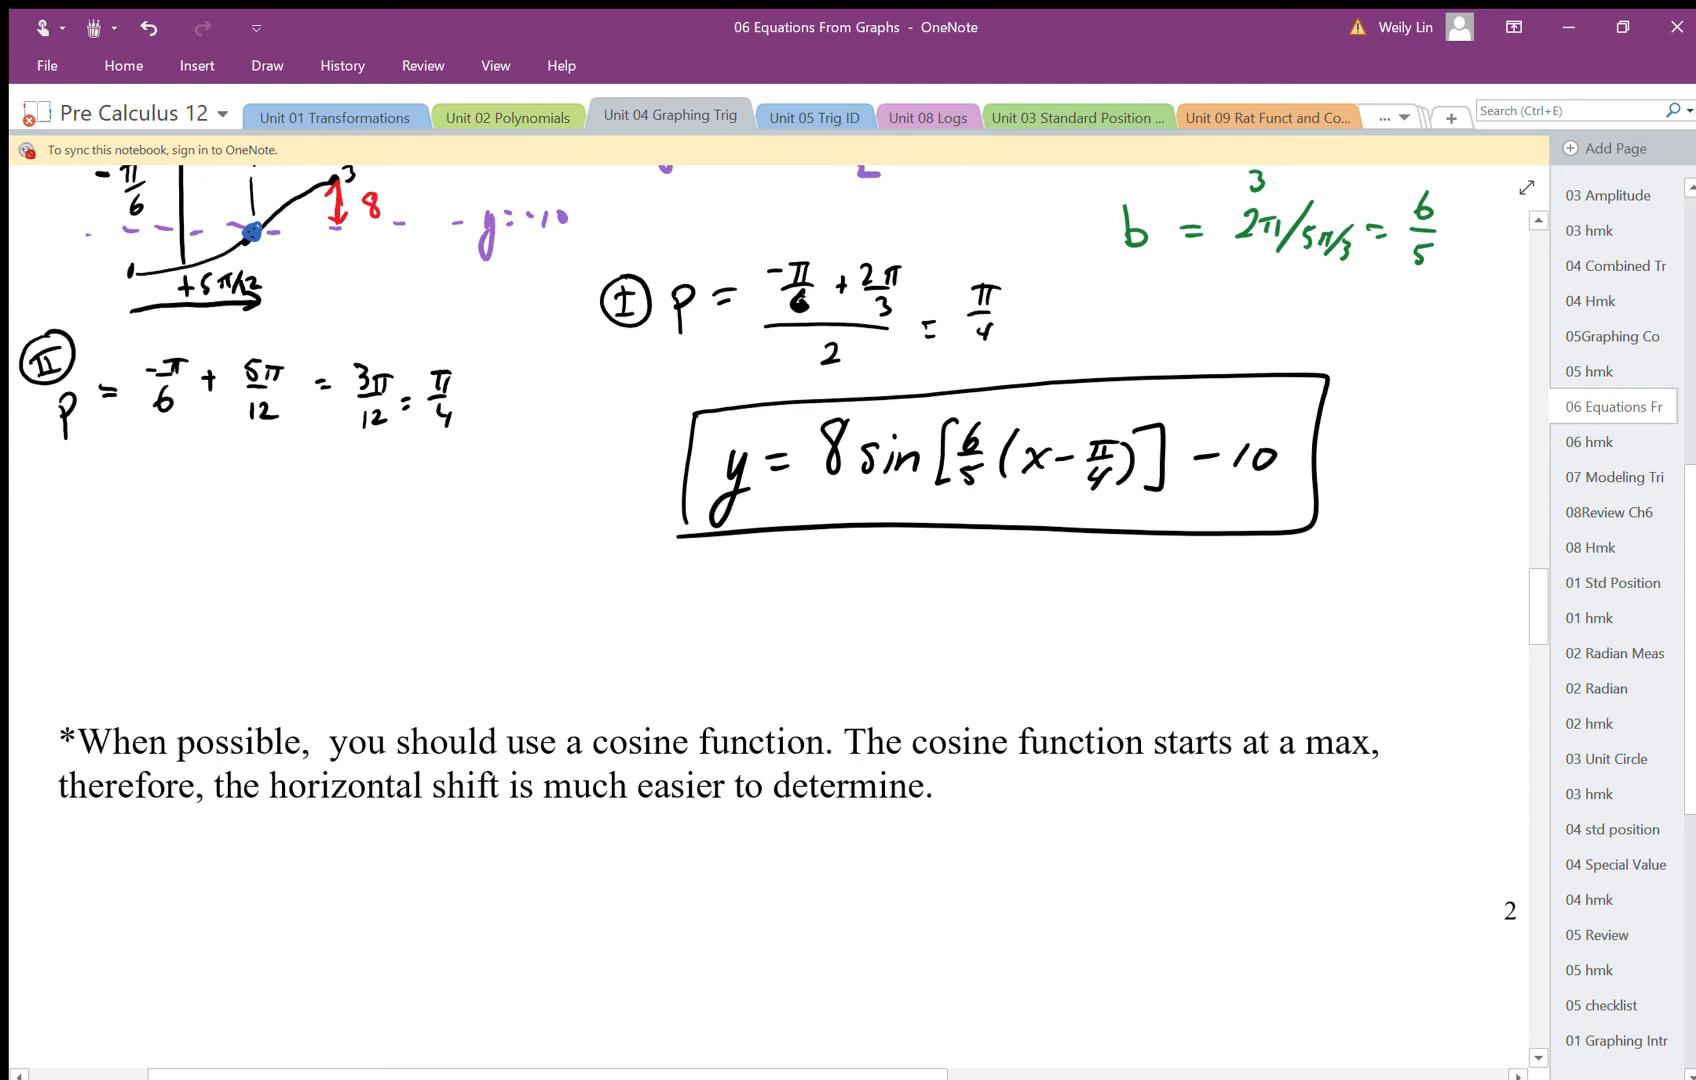 06 Equations From Graphs - OneNote
Weily Lin
File Home Insert Draw History Review View Help
Pre Calculus 12
Unit 01 Transformations
Unit 02 Polynomials
Unit 04 Graphing Trig
Unit 05 Trig ID
Unit 08 Logs
Unit 03 Standard Position ...
Unit 09 Rat Funct and Co...
...
Search (Ctrl+E)
To sync this notebook, sign in to OneNote.
Add Page
-π/6
3
8
y=-10
+5π/12
b = 2π/5π/3 = 6/5
3
I p = (-π/6 + 2π/3)/2 = π/4
II
p = -π/6 + 5π/12 = 3π/12 = π/4
y = 8 sin [6/5 (x - π/4)] - 10
*When possible, you should use a cosine function. The cosine function starts at a max,
therefore, the horizontal shift is much easier to determine.
2
03 Amplitude
03 hmk
04 Combined Tr
04 Hmk
05Graphing Co
05 hmk
06 Equations Fr
06 hmk
07 Modeling Tri
08Review Ch6
08 Hmk
01 Std Position
01 hmk
02 Radian Meas
02 Radian
02 hmk
03 Unit Circle
03 hmk
04 std position
04 Special Value
04 hmk
05 Review
05 hmk
05 checklist
01 Graphing Intr